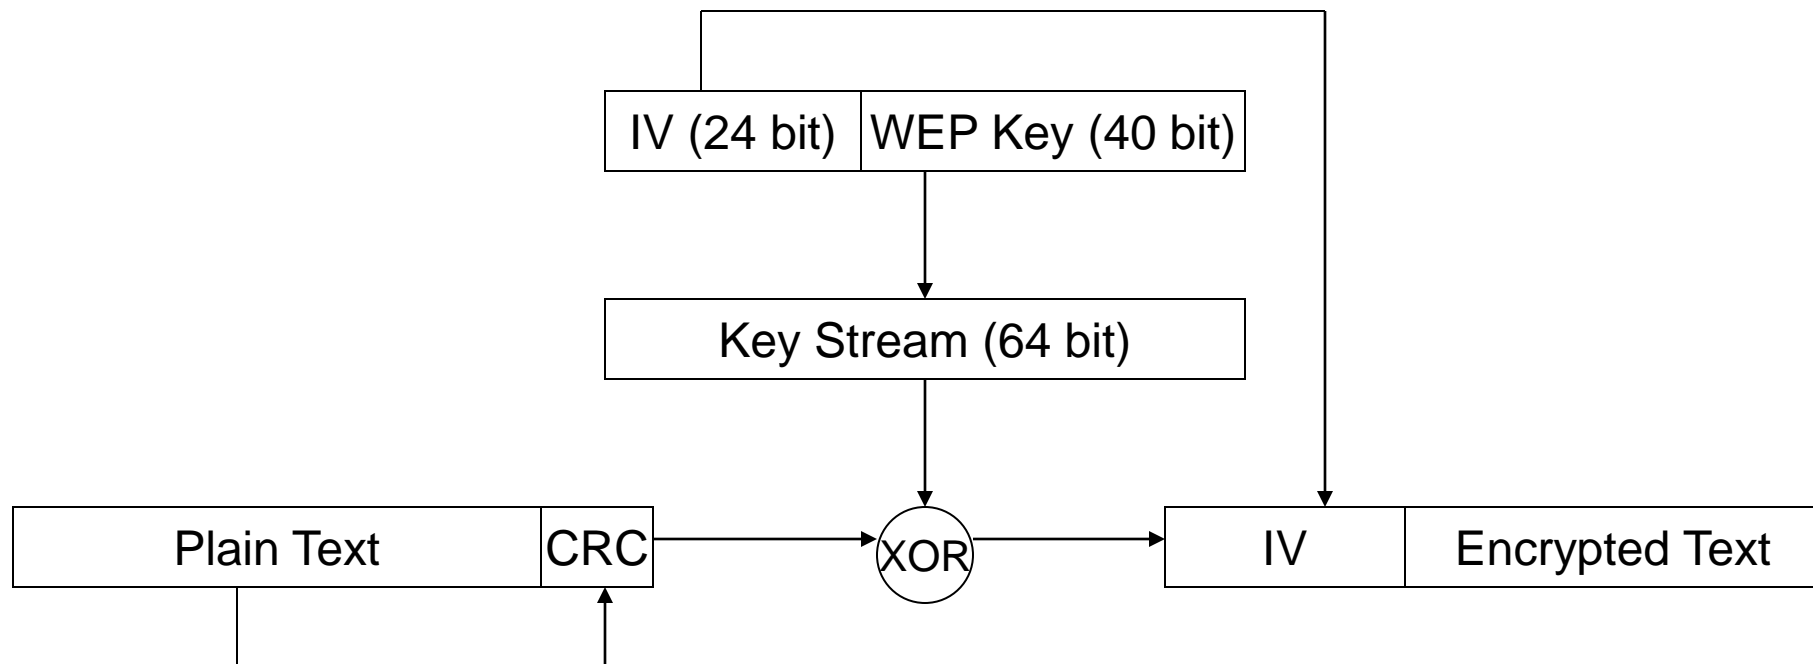 IV (24 bit) WEP Key (40 bit)
Key Stream (64 bit)
Plain Text CRC XOR IV Encrypted Text